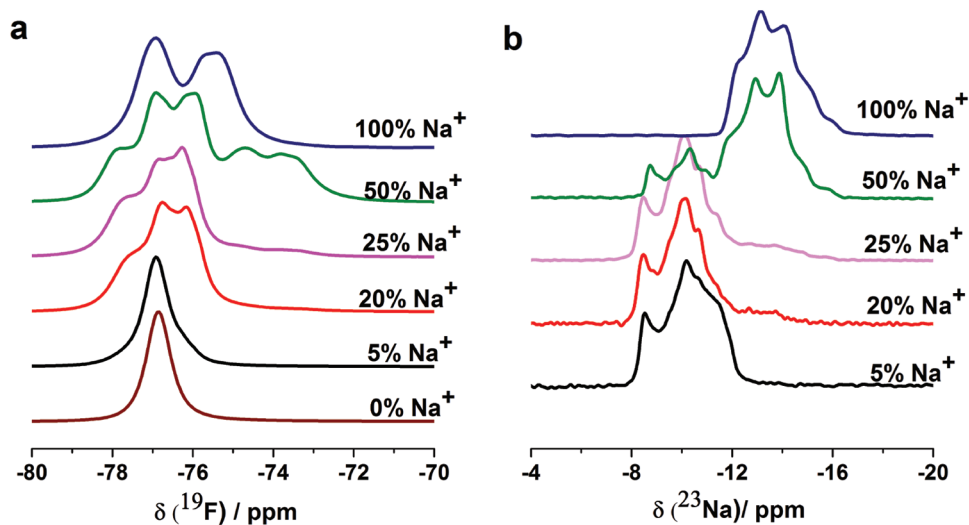 a
100% Na⁺
50% Na⁺
25% Na⁺
20% Na⁺
5% Na⁺
0% Na⁺
-80 -78 -76 -74 -72 -70
δ (¹⁹F) / ppm
b
100% Na⁺
50% Na⁺
25% Na⁺
20% Na⁺
5% Na⁺
-4 -8 -12 -16 -20
δ (²³Na)/ ppm